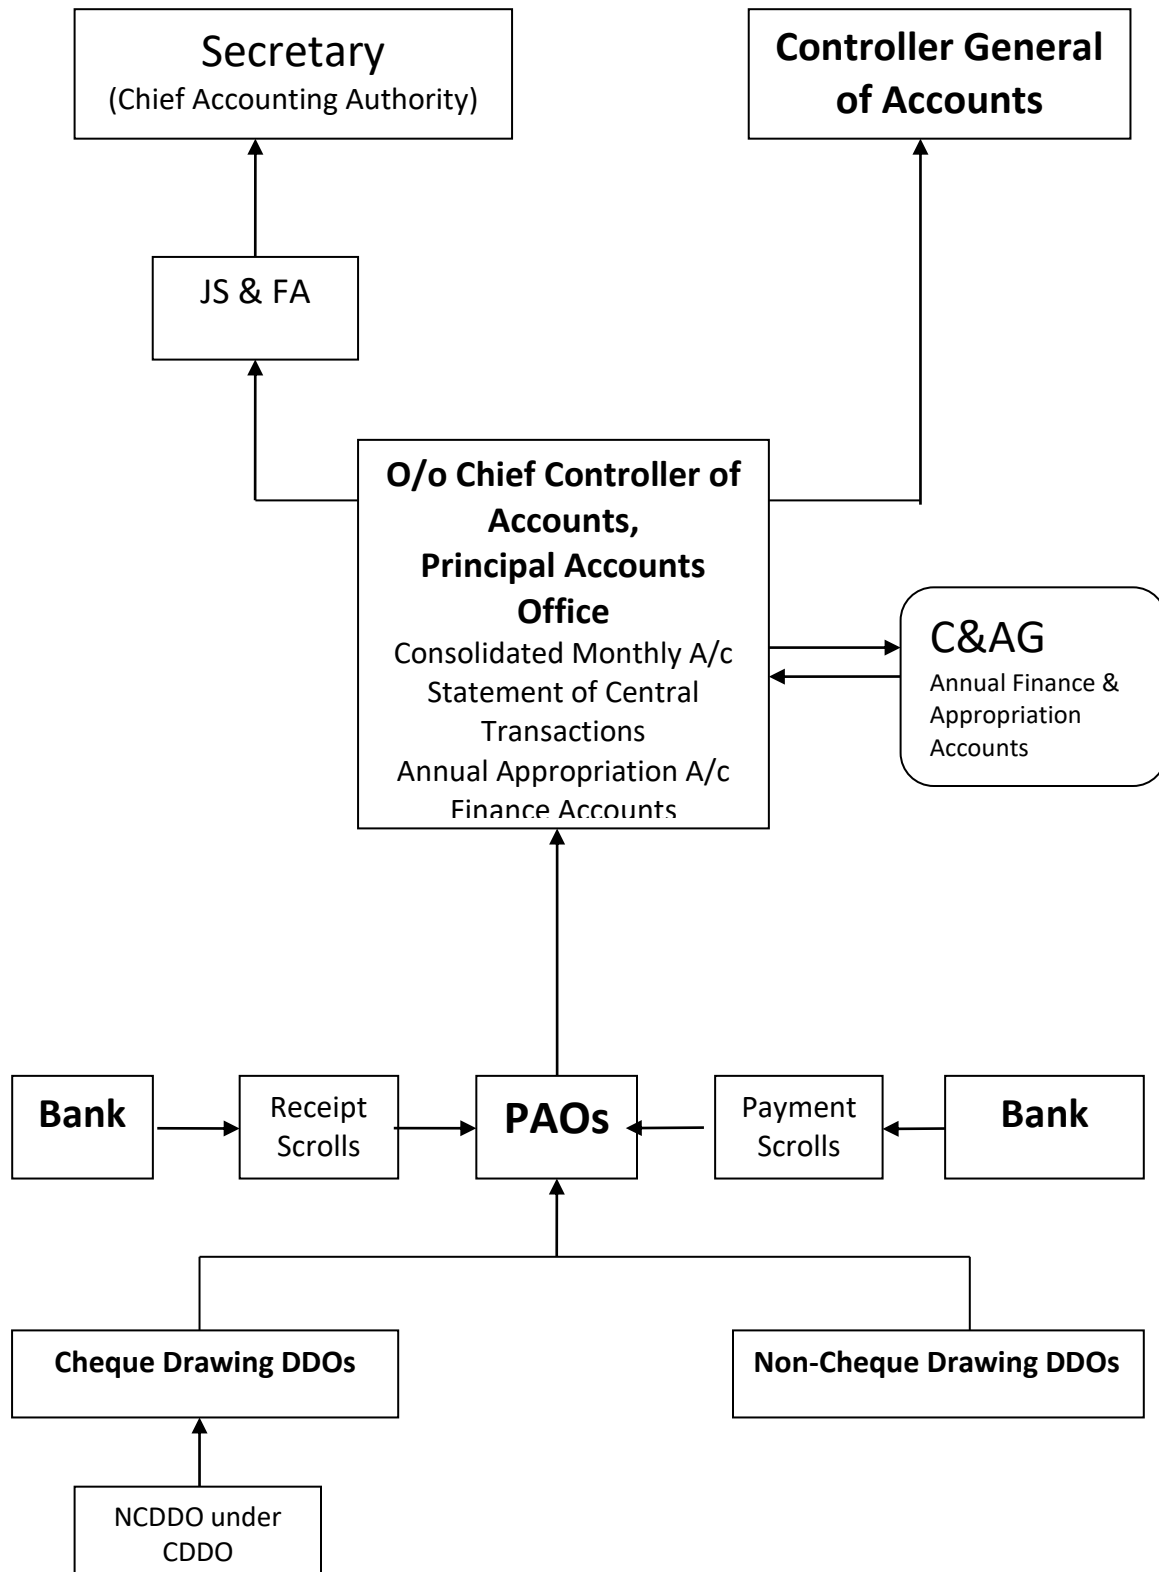 Secretary
(Chief Accounting Authority)
Controller General
of Accounts
JS & FA
O/o Chief Controller of
Accounts,
Principal Accounts
Office
Consolidated Monthly A/c
Statement of Central
Transactions
Annual Appropriation A/c
Finance Accounts
C&AG
Annual Finance &
Appropriation
Accounts
Bank
Receipt
Scrolls
PAOs
Payment
Scrolls
Bank
Cheque Drawing DDOs
Non-Cheque Drawing DDOs
NCDDO under
CDDO